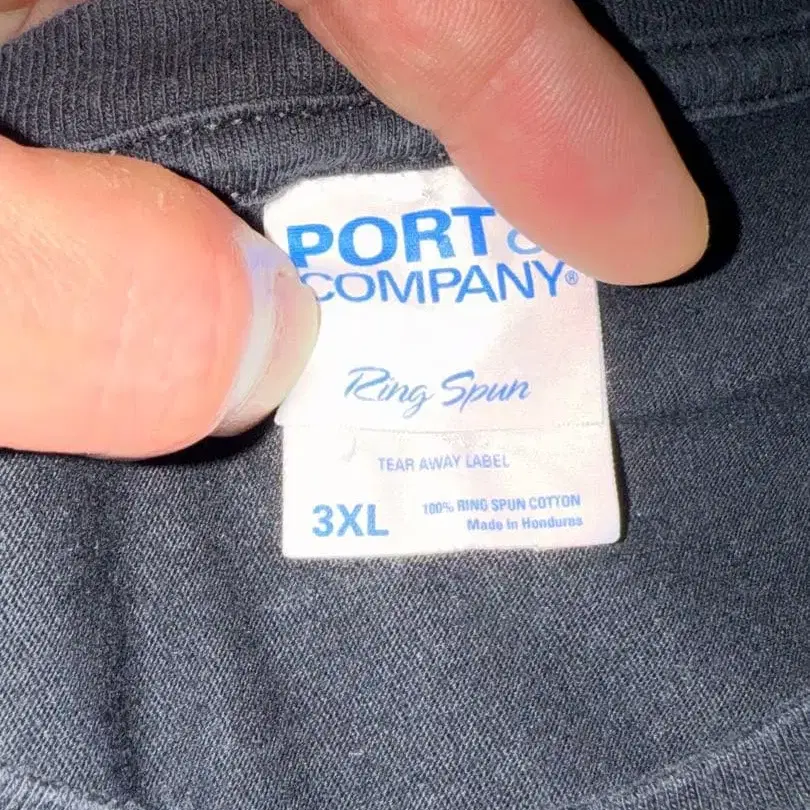 PORT &
COMPANY®
Ring Spun
TEAR AWAY LABEL
3XL
100% RING SPUN COTTON
Made in Honduras